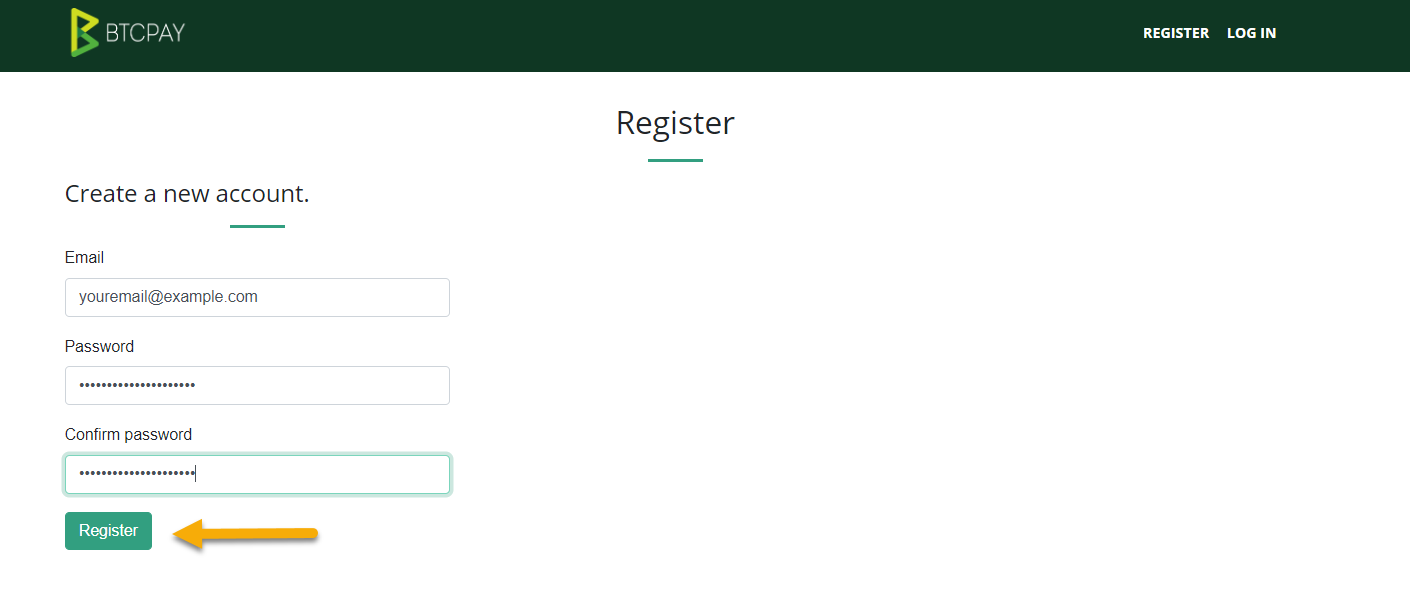 BTCPAY
REGISTER LOG IN
Register
Create a new account.
Email
youremail@example.com
Password
•••••••••••••••••••••
Confirm password
•••••••••••••••••••••
Register